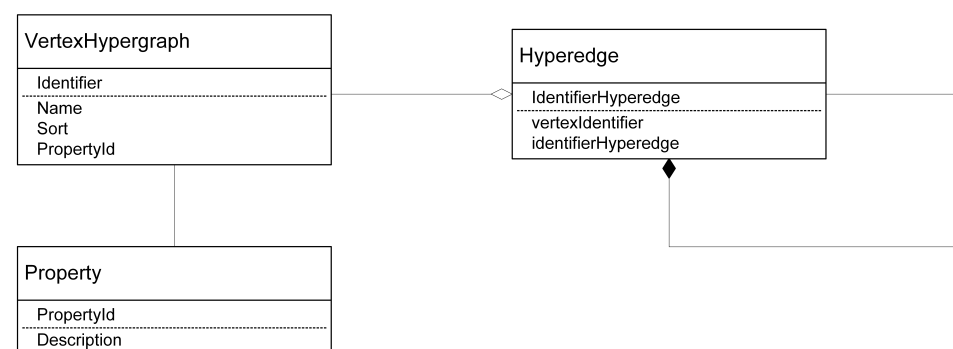 VertexHypergraph
Identifier
Name
Sort
PropertyId
Hyperedge
IdentifierHyperedge
vertexIdentifier
identifierHyperedge
Property
PropertyId
Description